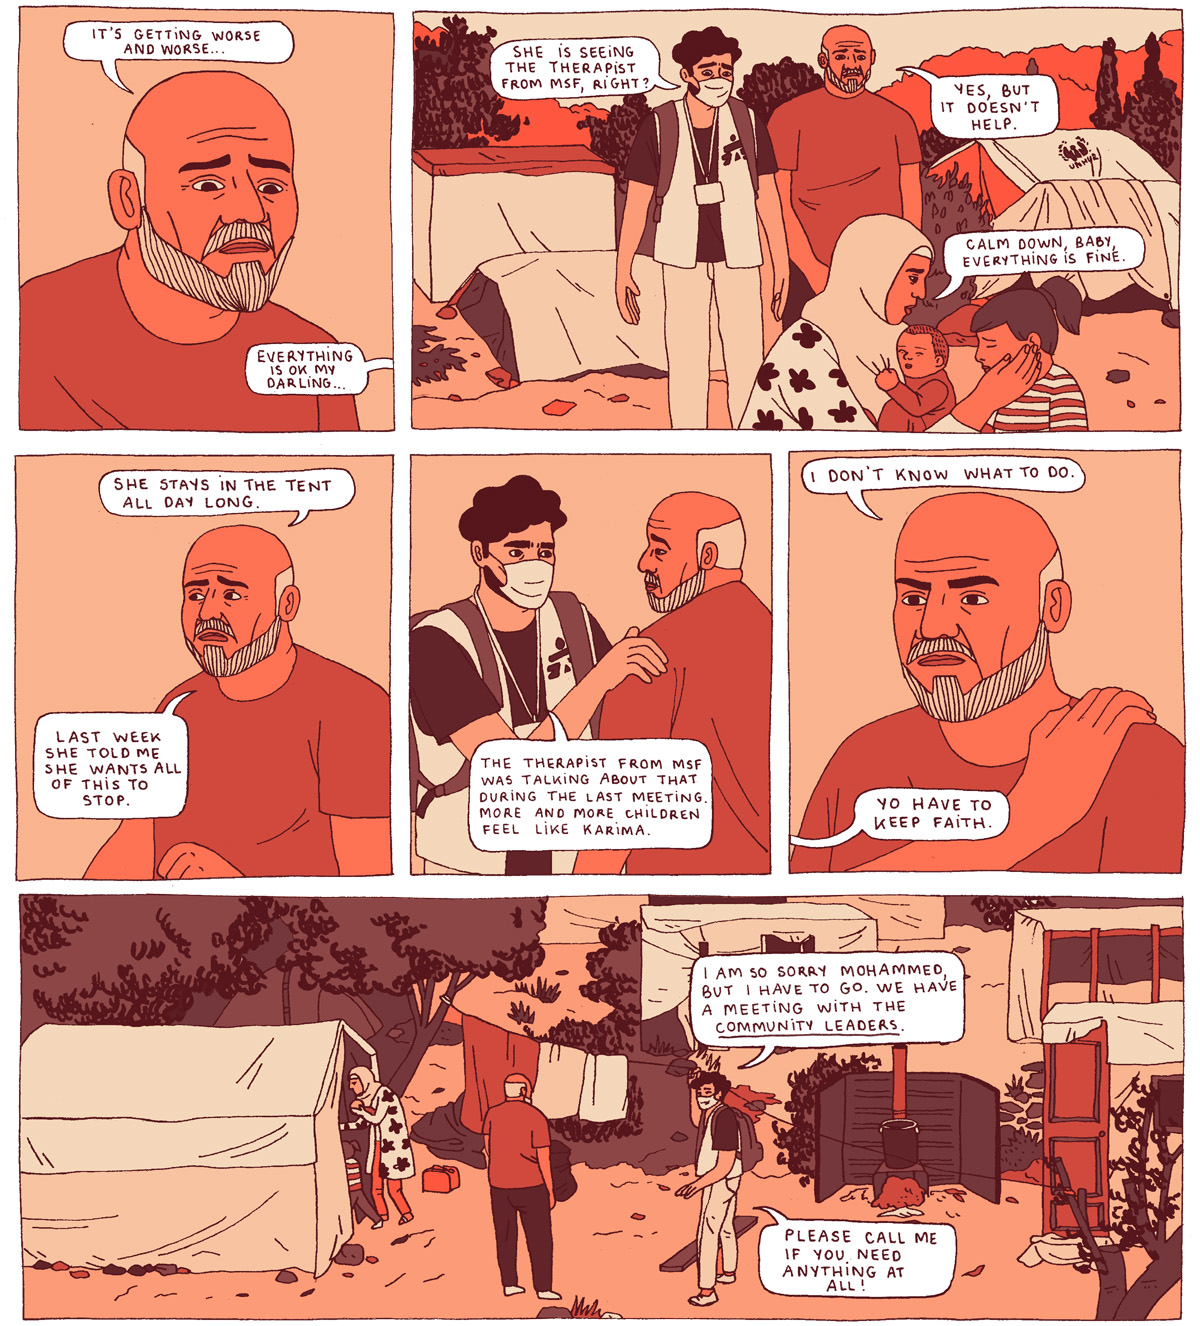 IT'S GETTING WORSE
AND WORSE...
EVERYTHING
IS OK MY
DARLING...
SHE IS SEEING
THE THERAPIST
FROM MSF, RIGHT?
YES, BUT
IT DOESN'T
HELP.
UNHCR
CALM DOWN, BABY,
EVERYTHING IS FINE.
SHE STAYS IN THE TENT
ALL DAY LONG.
LAST WEEK
SHE TOLD ME
SHE WANTS ALL
OF THIS TO
STOP.
THE THERAPIST FROM MSF
WAS TALKING ABOUT THAT
DURING THE LAST MEETING.
MORE AND MORE CHILDREN
FEEL LIKE KARIMA.
I DON'T KNOW WHAT TO DO.
YO HAVE TO
KEEP FAITH.
I AM SO SORRY MOHAMMED,
BUT I HAVE TO GO. WE HAVE
A MEETING WITH THE
COMMUNITY LEADERS.
PLEASE CALL ME
IF YOU NEED
ANYTHING AT
ALL!